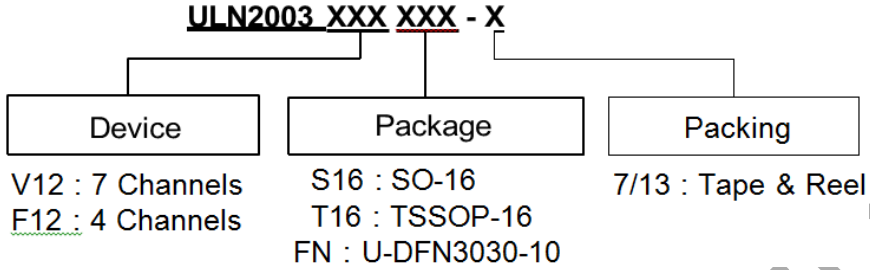 ULN2003 XXX XXX - X
Device
Package
Packing
V12 : 7 Channels
F12 : 4 Channels
S16 : SO-16
T16 : TSSOP-16
FN : U-DFN3030-10
7/13 : Tape & Reel